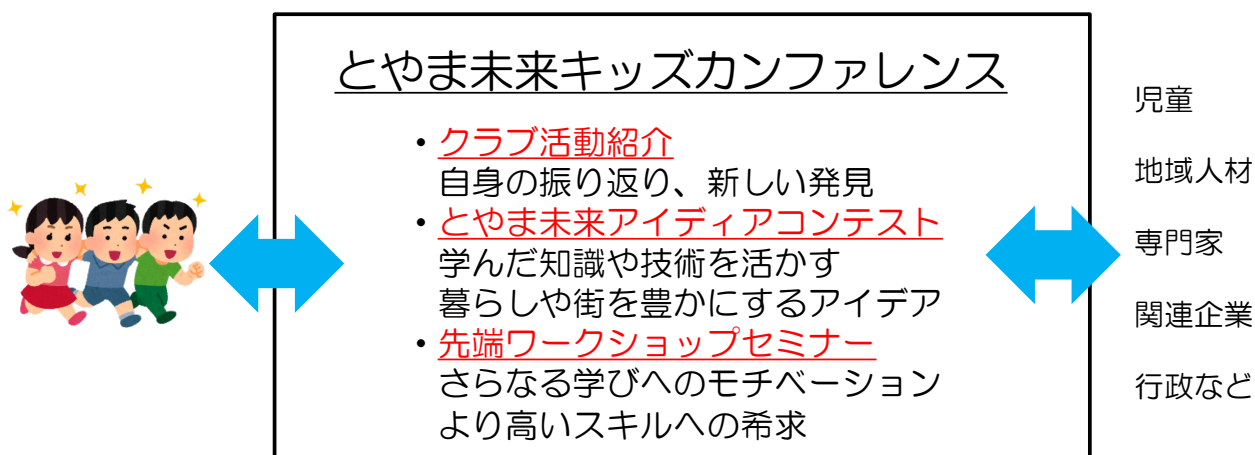 とやま未来キッズカンファレンス
・クラブ活動紹介
自身の振り返り、新しい発見
・とやま未来アイディアコンテスト
学んだ知識や技術を活かす
暮らしや街を豊かにするアイデア
・先端ワークショップセミナー
さらなる学びへのモチベーション
より高いスキルへの希求
児童
地域人材
専門家
関連企業
行政など